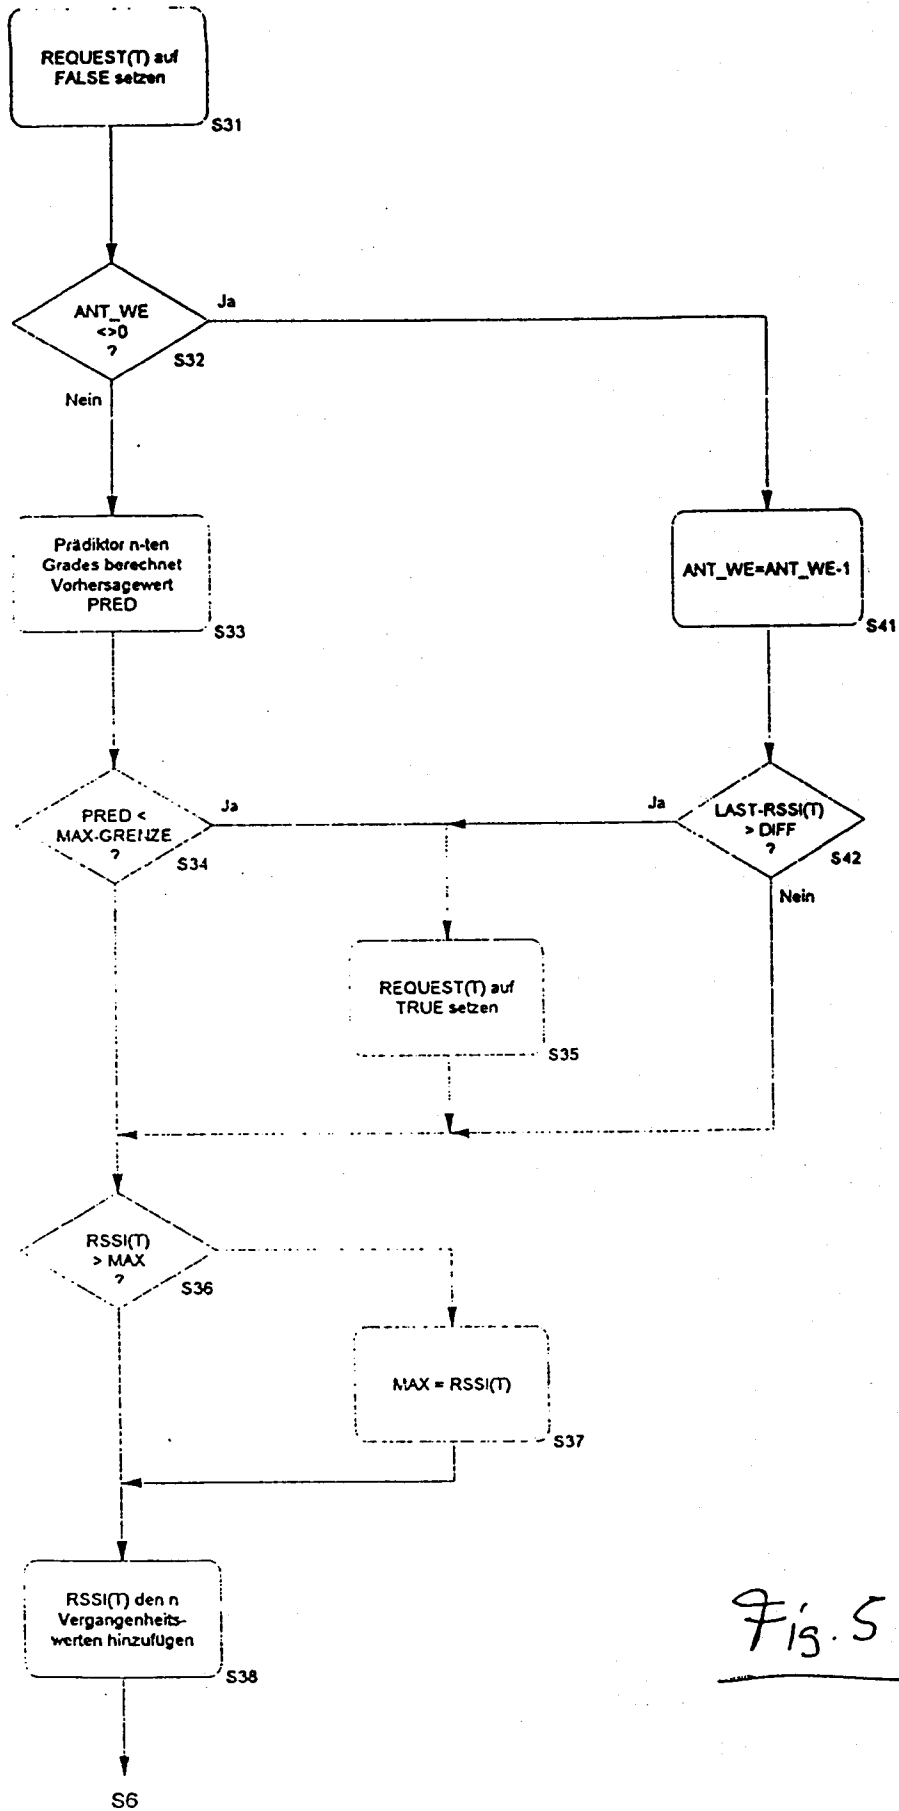 REQUEST(T) auf
FALSE setzen
S31
ANT_WE
<>0
?
S32
Ja
Nein
Prädiktor n-ten
Grades berechnet
Vorhersagewert
PRED
S33
ANT_WE=ANT_WE-1
S41
PRED <
MAX-GRENZE
?
S34
Ja
Ja
LAST-RSSI(T)
> DIFF
?
S42
Nein
REQUEST(T) auf
TRUE setzen
S35
RSSI(T)
> MAX
?
S36
MAX = RSSI(T)
S37
RSSI(T) den n
Vergangenheits-
werten hinzufügen
S38
S6
Fig. 5